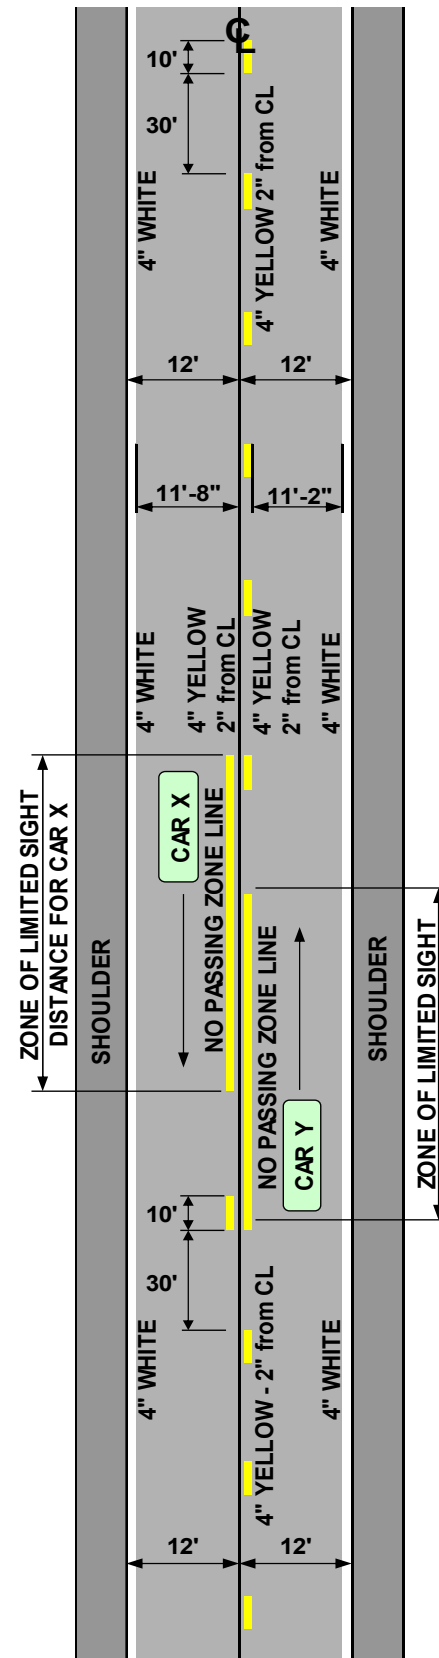 CL
10'
30'
4" WHITE
4" YELLOW 2" from CL
4" WHITE
12'
12'
11'-8"
11'-2"
4" WHITE
4" YELLOW
2" from CL
4" YELLOW
2" from CL
4" WHITE
ZONE OF LIMITED SIGHT
DISTANCE FOR CAR X
SHOULDER
CAR X
NO PASSING ZONE LINE
NO PASSING ZONE LINE
CAR Y
SHOULDER
ZONE OF LIMITED SIGHT
10'
30'
4" WHITE
4" YELLOW - 2" from CL
4" WHITE
12'
12'